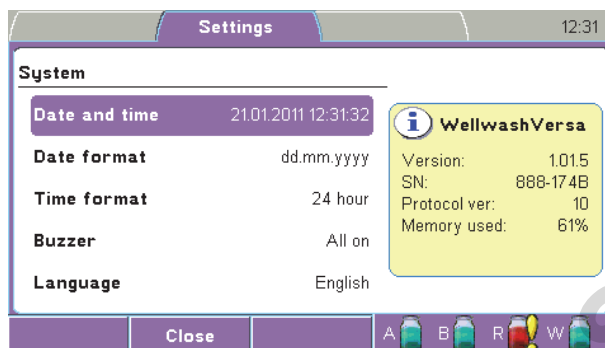 Settings 12:31
System
Date and time 21.01.2011 12:31:32
Date format dd.mm.yyyy
Time format 24 hour
Buzzer All on
Language English
i WellwashVersa
Version: 1.01.5
SN: 888-174B
Protocol ver: 10
Memory used: 61%
Close A B R ! W